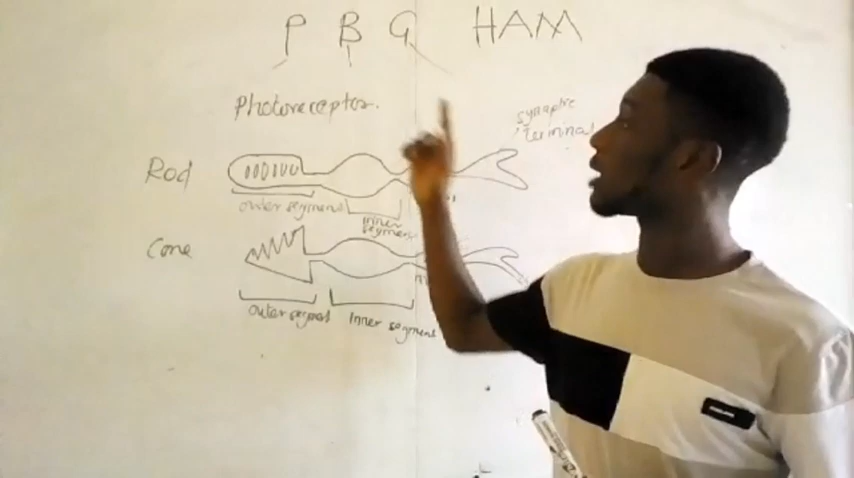 P B G HAM
Photoreceptor.
synaptic
terminal
Rod
outer segment
inner
segment
Cone
Outer segment
Inner segment